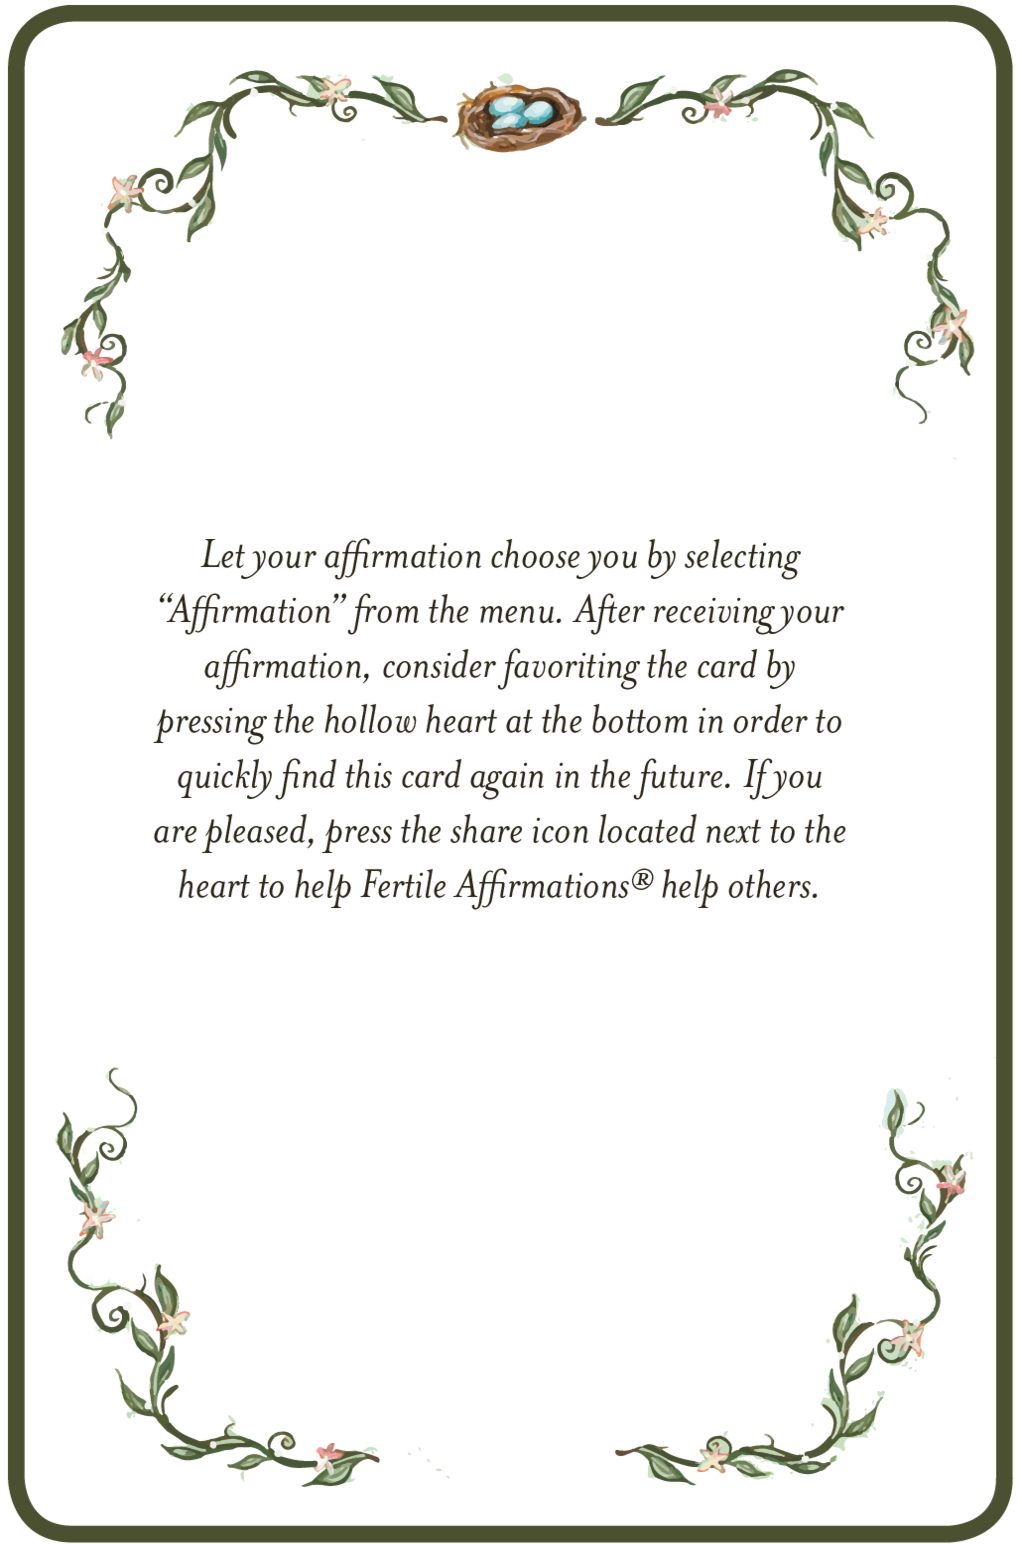 Let your affirmation choose you by selecting
“Affirmation” from the menu. After receiving your
affirmation, consider favoriting the card by
pressing the hollow heart at the bottom in order to
quickly find this card again in the future. If you
are pleased, press the share icon located next to the
heart to help Fertile Affirmations® help others.